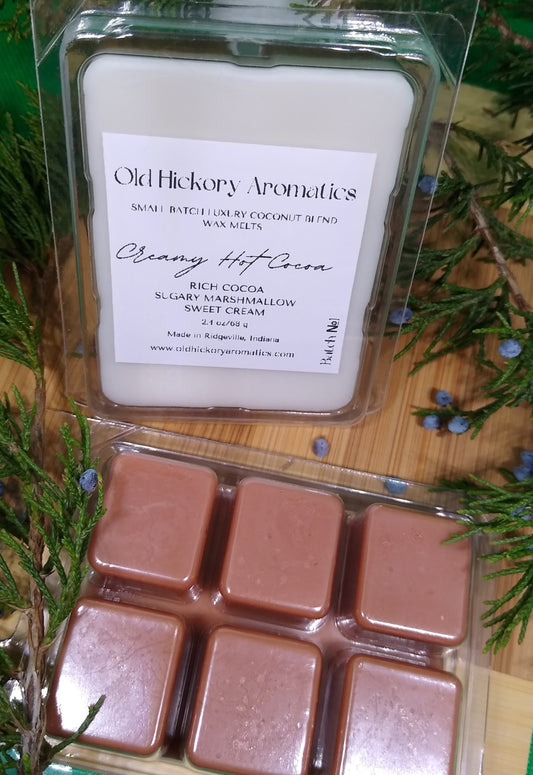 Old Hickory Aromatics
SMALL BATCH LUXURY COCONUT BLEND
WAX MELTS
Creamy Hot Cocoa
RICH COCOA
SUGARY MARSHMALLOW
SWEET CREAM
2.4 oz/68 g
Made in Ridgeville, Indiana
www.oldhickoryaromatics.com
Batch №1